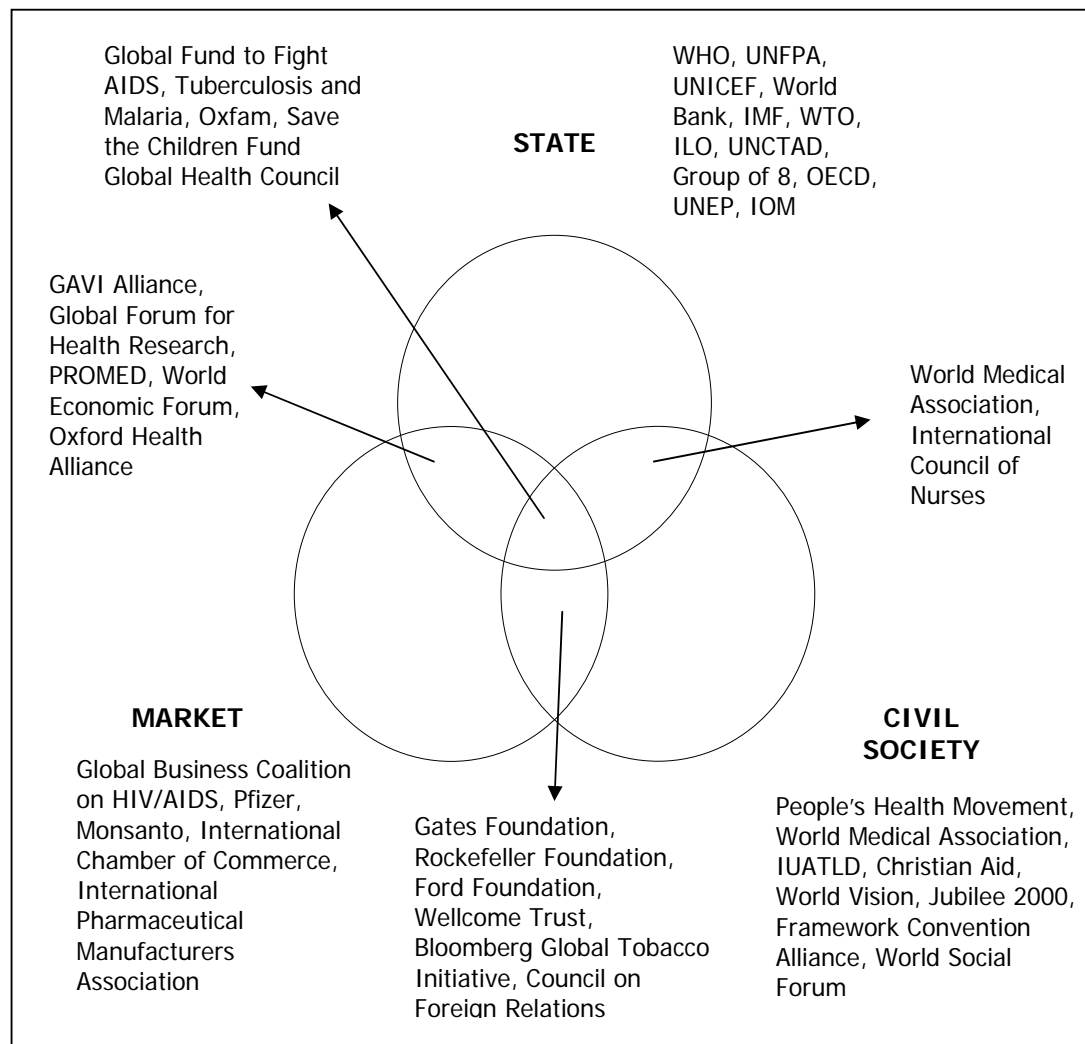 Global Fund to Fight
AIDS, Tuberculosis and
Malaria, Oxfam, Save
the Children Fund
Global Health Council
STATE
WHO, UNFPA,
UNICEF, World
Bank, IMF, WTO,
ILO, UNCTAD,
Group of 8, OECD,
UNEP, IOM
GAVI Alliance,
Global Forum for
Health Research,
PROMED, World
Economic Forum,
Oxford Health
Alliance
World Medical
Association,
International
Council of
Nurses
MARKET
Global Business Coalition
on HIV/AIDS, Pfizer,
Monsanto, International
Chamber of Commerce,
International
Pharmaceutical
Manufacturers
Association
Gates Foundation,
Rockefeller Foundation,
Ford Foundation,
Wellcome Trust,
Bloomberg Global Tobacco
Initiative, Council on
Foreign Relations
CIVIL
SOCIETY
People's Health Movement,
World Medical Association,
IUATLD, Christian Aid,
World Vision, Jubilee 2000,
Framework Convention
Alliance, World Social
Forum